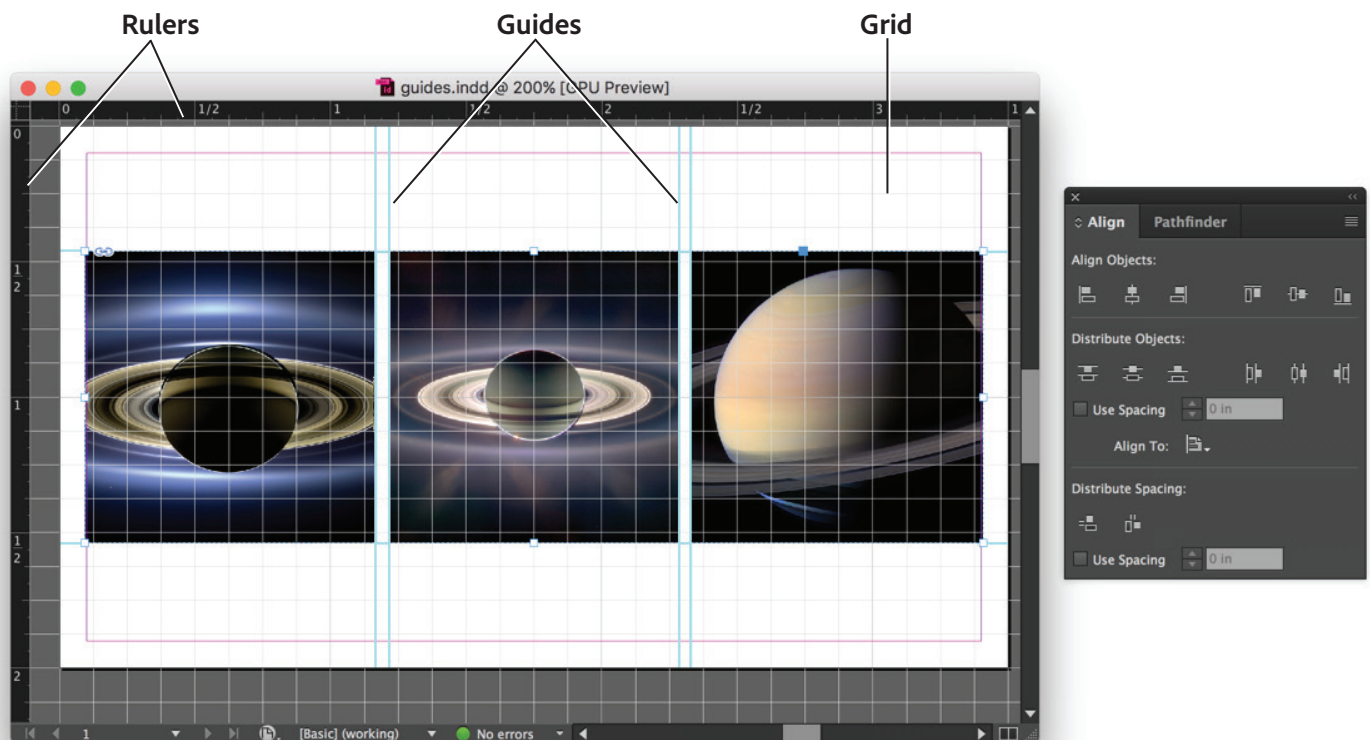 Rulers Guides Grid
guides.indd @ 200% [GPU Preview]
0 1/2 1 1/2 2 1/2 3 1
0
1
2
1
1
2
2
Align Pathfinder
Align Objects:
Distribute Objects:
Use Spacing 0 in
Align To:
Distribute Spacing:
Use Spacing 0 in
1 [Basic] (working) No errors